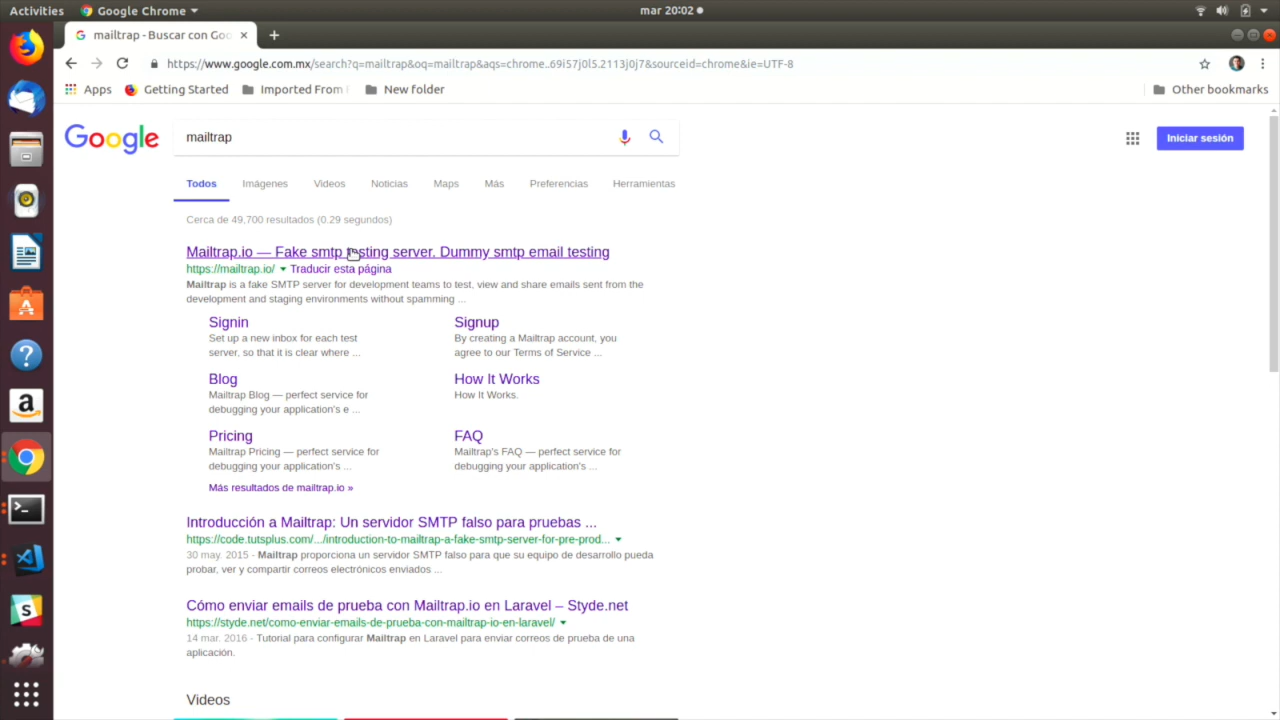 Activities
Google Chrome
mar 20:02
mailtrap - Buscar con Goo
https://www.google.com.mx/search?q=mailtrap&oq=mailtrap&aqs=chrome..69i57j0l5.2113j0j7&sourceid=chrome&ie=UTF-8
Apps
Getting Started
Imported From
New folder
Other bookmarks
Google
mailtrap
Iniciar sesión
Todos
Imágenes
Videos
Noticias
Maps
Más
Preferencias
Herramientas
Cerca de 49,700 resultados (0.29 segundos)
Mailtrap.io — Fake smtp testing server. Dummy smtp email testing
https://mailtrap.io/ Traducir esta página
Mailtrap is a fake SMTP server for development teams to test, view and share emails sent from the
development and staging environments without spamming ...
Signin
Set up a new inbox for each test
server, so that it is clear where ...
Signup
By creating a Mailtrap account, you
agree to our Terms of Service ...
Blog
Mailtrap Blog — perfect service for
debugging your application's e ...
How It Works
How It Works.
Pricing
Mailtrap Pricing — perfect service for
debugging your application's ...
FAQ
Mailtrap's FAQ — perfect service for
debugging your application's ...
Más resultados de mailtrap.io »
Introducción a Mailtrap: Un servidor SMTP falso para pruebas ...
https://code.tutsplus.com/.../introduction-to-mailtrap-a-fake-smtp-server-for-pre-prod...
30 may. 2015 - Mailtrap proporciona un servidor SMTP falso para que su equipo de desarrollo pueda
probar, ver y compartir correos electrónicos enviados ...
Cómo enviar emails de prueba con Mailtrap.io en Laravel – Styde.net
https://styde.net/como-enviar-emails-de-prueba-con-mailtrap-io-en-laravel/
14 mar. 2016 - Tutorial para configurar Mailtrap en Laravel para enviar correos de prueba de una
aplicación.
Videos